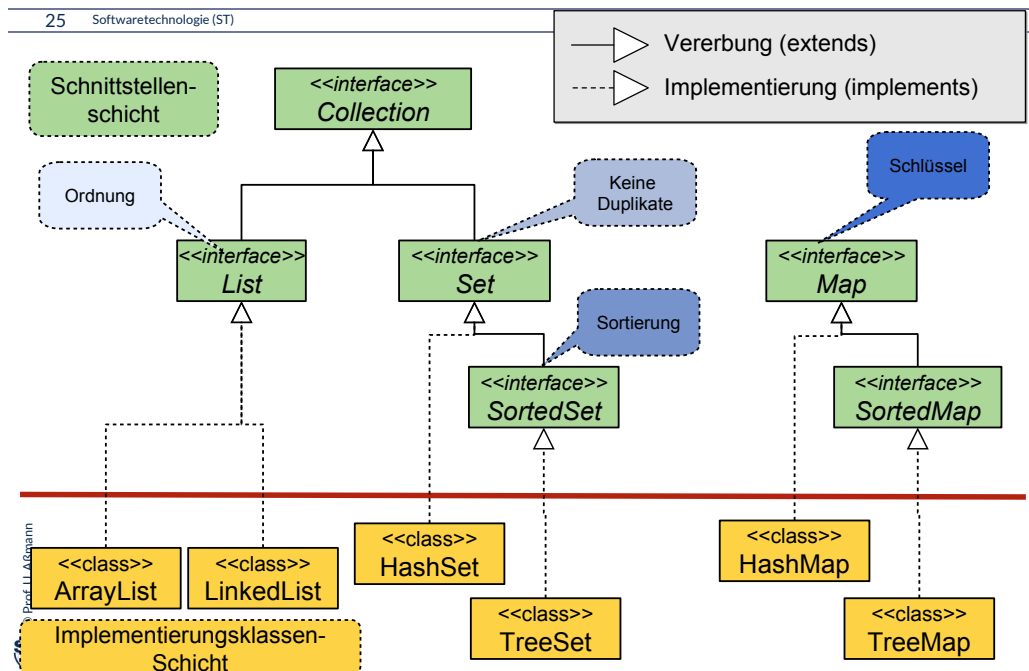 25 Softwaretechnologie (ST)
Vererbung (extends)
Implementierung (implements)
Schnittstellen-
schicht
<<interface>>
Collection
Ordnung
Keine
Duplikate
Schlüssel
<<interface>>
List
<<interface>>
Set
<<interface>>
Map
Sortierung
<<interface>>
SortedSet
<<interface>>
SortedMap
<<class>>
ArrayList
<<class>>
LinkedList
<<class>>
HashSet
<<class>>
TreeSet
<<class>>
HashMap
<<class>>
TreeMap
Implementierungsklassen-
Schicht
© Prof. U. Aßmann